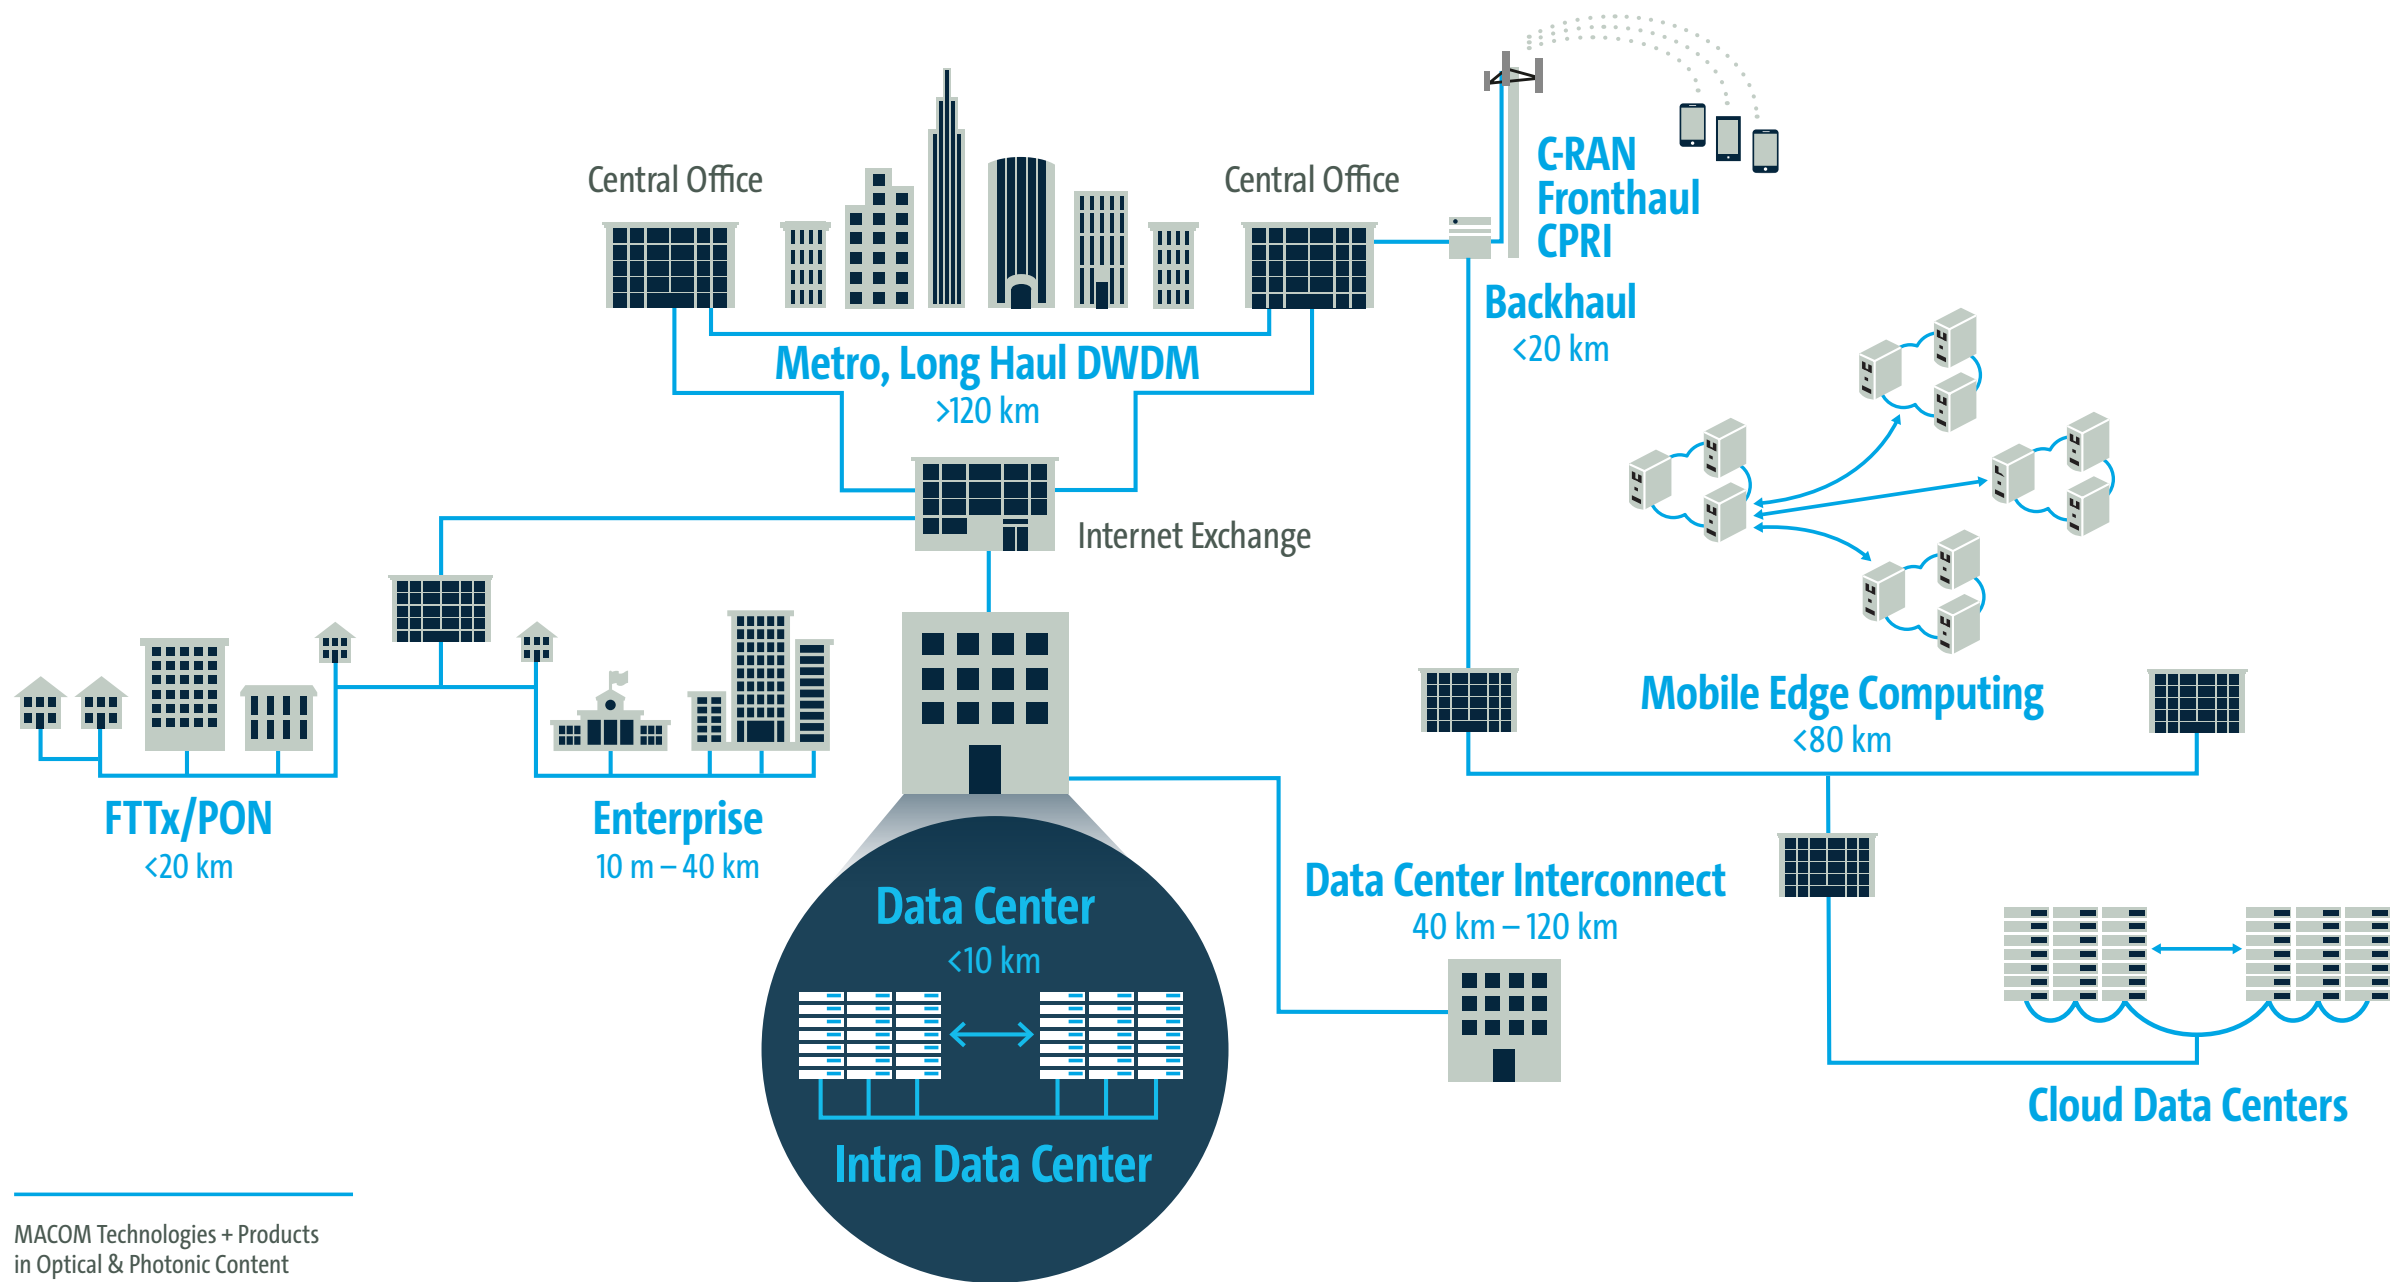 Central Office
Central Office
C-RAN
Fronthaul
CPRI
Backhaul
<20 km
Metro, Long Haul DWDM
>120 km
Internet Exchange
Mobile Edge Computing
<80 km
FTTx/PON
<20 km
Enterprise
10 m – 40 km
Data Center
<10 km
Intra Data Center
Data Center Interconnect
40 km – 120 km
Cloud Data Centers
MACOM Technologies + Products
in Optical & Photonic Content